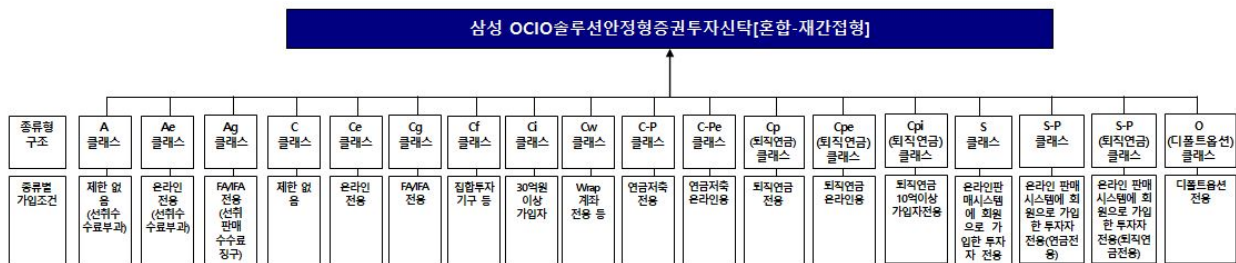 삼성 OCIO솔루션안정형증권투자신탁[혼합-재간접형]
종류형
구조
A
클래스
Ae
클래스
Ag
클래스
C
클래스
Ce
클래스
Cg
클래스
Cf
클래스
Ci
클래스
Cw
클래스
C-P
클래스
C-Pe
클래스
Cp
(퇴직연금)
클래스
Cpe
(퇴직연금)
클래스
Cpi
(퇴직연금)
클래스
S
클래스
S-P
클래스
S-P
(퇴직연금)
클래스
O
(디폴트옵션)
클래스
종류별
가입조건
제한 없
음
(선취수
수료부과)
온라인
전용
(선취수
수료부과)
FA/IFA
전용
(선취
판매
수수료
징구)
제한 없
음
온라인
전용
FA/IFA
전용
집합투자
기구 등
30억원
이상
가입자
Wrap
계좌
전용 등
연금저축
전용
연금저축
온라인용
퇴직연금
전용
퇴직연금
온라인용
퇴직연금
10억이상
가입자전용
온라인판
매시스템
에 회원
으로 가
입한 투자
자 전용
온라인 판매
시스템에 회
원으로 가입
한 투자자
전용(연금전
용)
온라인 판매
시스템에 회
원으로 가입
한 투자자
전용(퇴직연
금전용)
디폴트옵션
전용